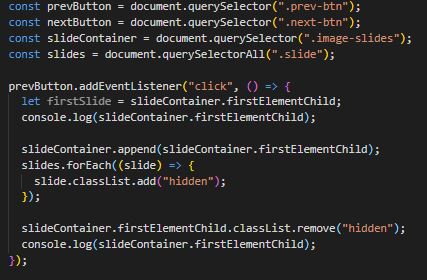 const prevButton = document.querySelector(".prev-btn");
const nextButton = document.querySelector(".next-btn");
const slideContainer = document.querySelector(".image-slides");
const slides = document.querySelectorAll(".slide");

prevButton.addEventListener("click", () => {
  let firstSlide = slideContainer.firstElementChild;
  console.log(slideContainer.firstElementChild);

  slideContainer.append(slideContainer.firstElementChild);
  slides.forEach((slide) => {
    slide.classList.add("hidden");
  });

  slideContainer.firstElementChild.classList.remove("hidden");
  console.log(slideContainer.firstElementChild);
});